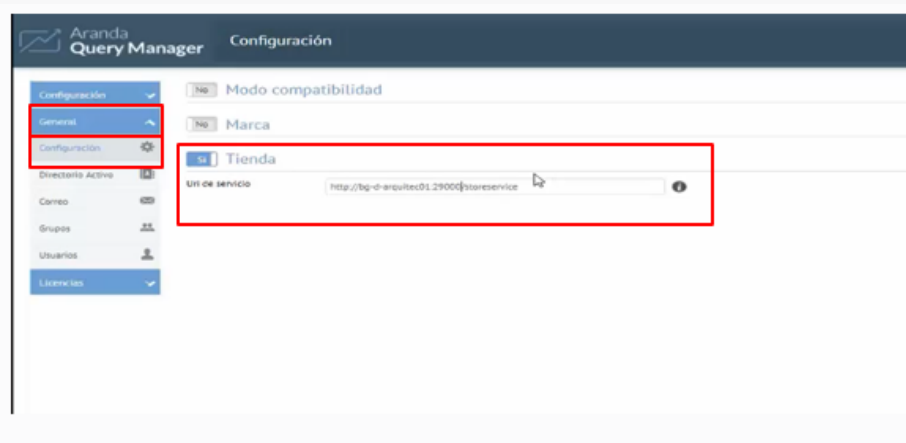 Aranda
Query Manager
Configuración
Configuración
General
Configuración
Directorio Activo
Correo
Grupos
Usuarios
Licencias
No Modo compatibilidad
No Marca
Si Tienda
Url de servicio http://bg-d-arquitec01:29000/storeservice